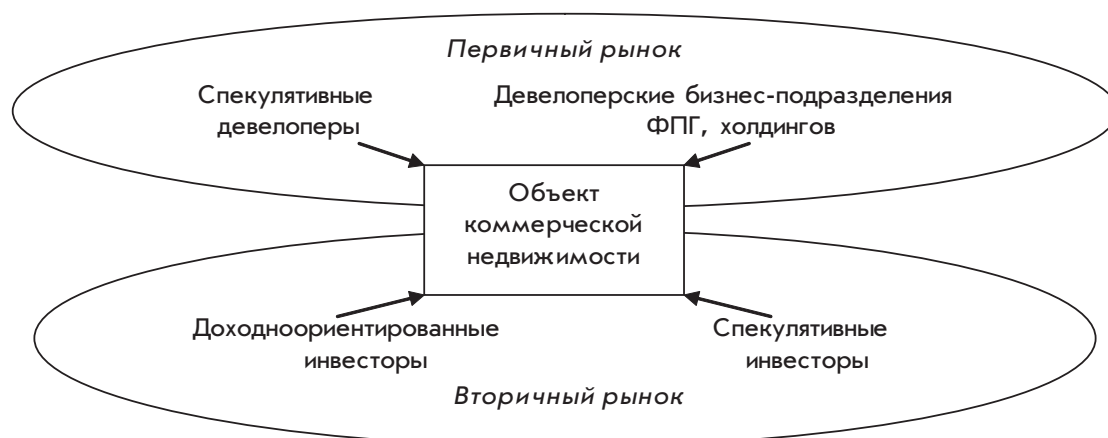 Первичный рынок
Спекулятивные
девелоперы
Девелоперские бизнес-подразделения
ФПГ, холдингов
Объект
коммерческой
недвижимости
Доходноориентированные
инвесторы
Спекулятивные
инвесторы
Вторичный рынок